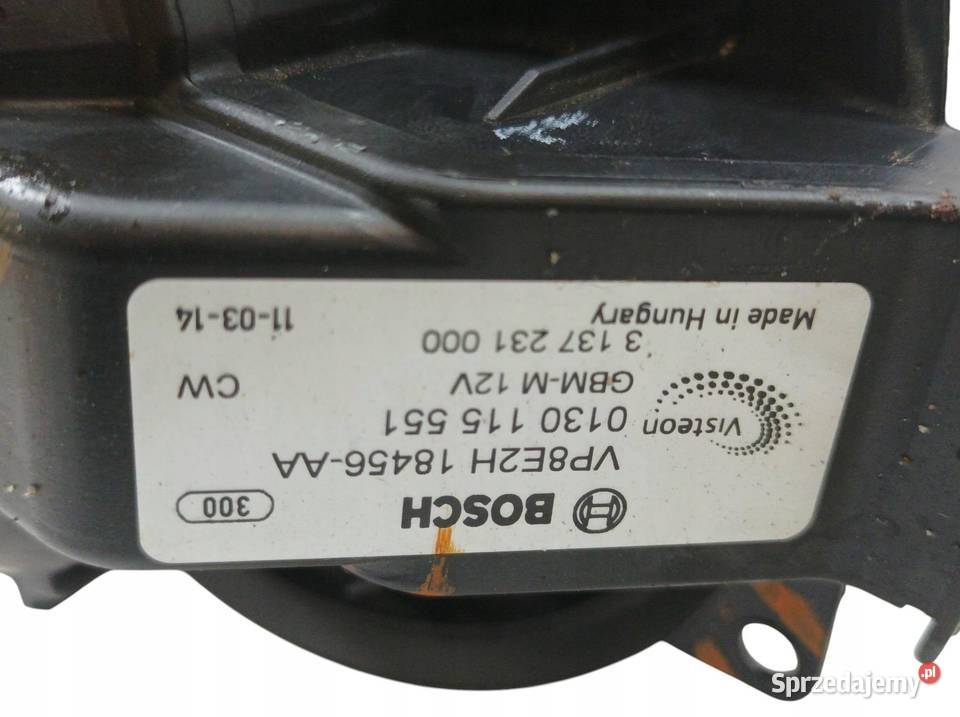 BOSCH
300
VP8E2H 18456-AA
Visteon
0130 115 551
GBM-M 12V
CW
3 137 231 000
Made in Hungary
11-03-14
Sprzedajemy.pl